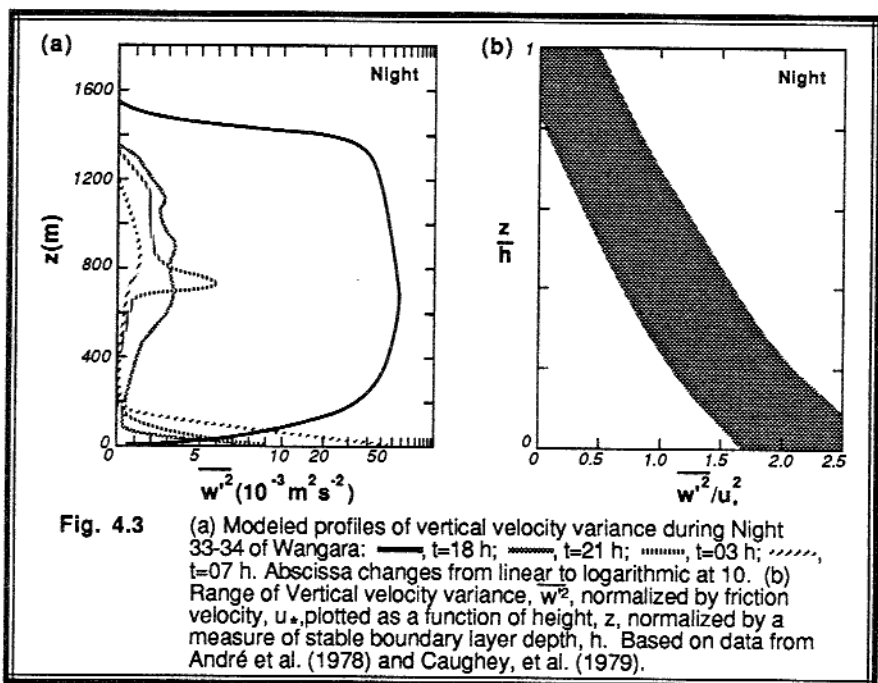 (a)
Night
1600
1200
z(m)
800
400
0
0 5 10 20 50
w'² (10⁻³ m² s⁻²)
(b)
1
Night
z
h
0
0 0.5 1.0 1.5 2.0 2.5
w'²/u*²
Fig. 4.3 (a) Modeled profiles of vertical velocity variance during Night
33-34 of Wangara: , t=18 h; , t=21 h; , t=03 h; ,
t=07 h. Abscissa changes from linear to logarithmic at 10. (b)
Range of Vertical velocity variance, w'², normalized by friction
velocity, u*,plotted as a function of height, z, normalized by a
measure of stable boundary layer depth, h. Based on data from
André et al. (1978) and Caughey, et al. (1979).